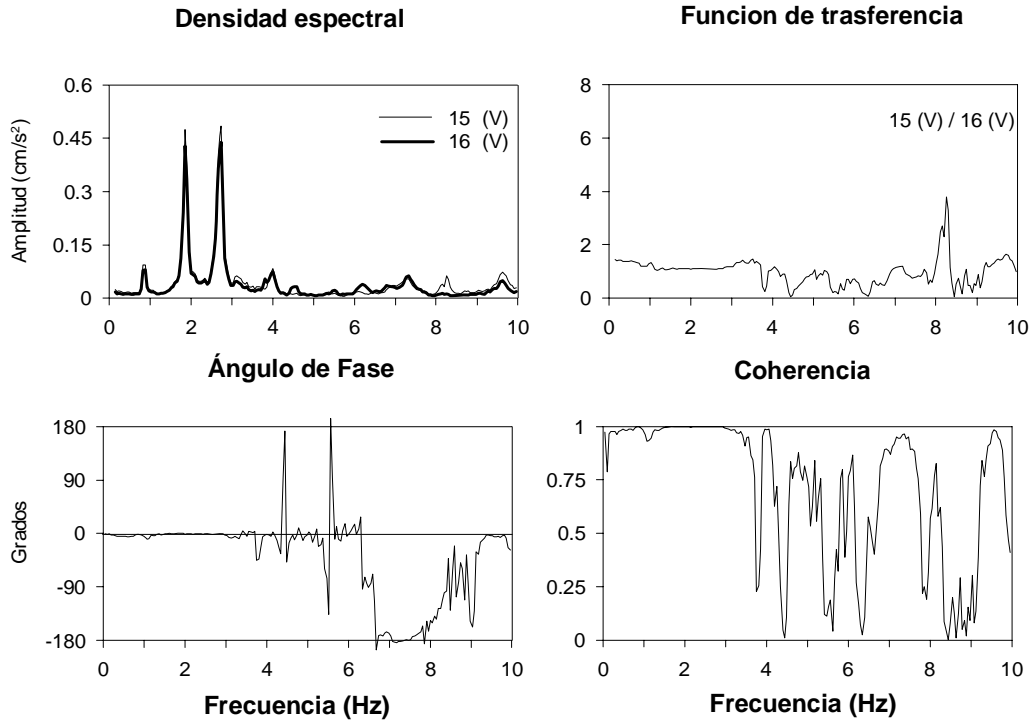 Densidad espectral
Amplitud (cm/s²)
0.6
0.45
0.3
0.15
0
15 (V)
16 (V)
0 2 4 6 8 10
Funcion de trasferencia
8
6
4
2
0
15 (V) / 16 (V)
0 2 4 6 8 10
Ángulo de Fase
Grados
180
90
0
-90
-180
0 2 4 6 8 10
Frecuencia (Hz)
Coherencia
1
0.75
0.5
0.25
0
0 2 4 6 8 10
Frecuencia (Hz)